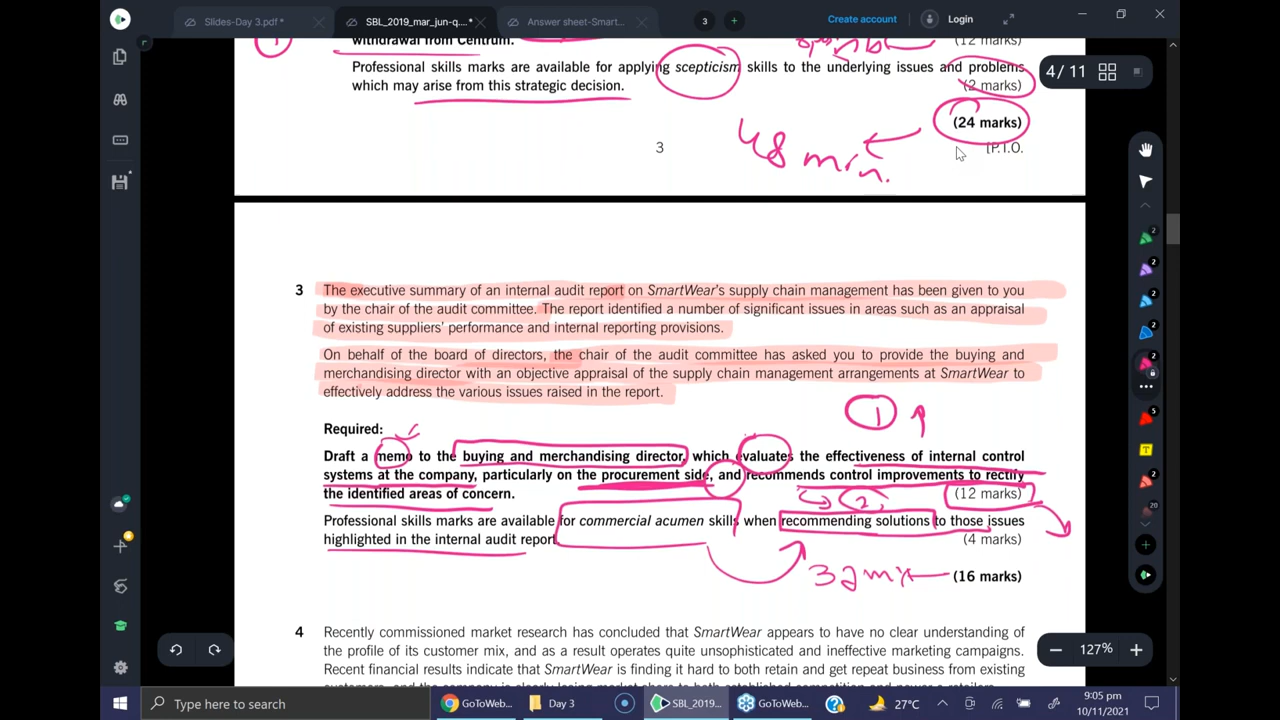 Slides-Day 3.pdf *
SBL_2019_mar_jun-q....*
Answer sheet-Smart...
3
Create account
Login
withdrawal from Centrum.
(12 marks)
Professional skills marks are available for applying scepticism skills to the underlying issues and problems
which may arise from this strategic decision.
(2 marks)
4 / 11
(24 marks)
48 min.
3
[P.T.O.
3 The executive summary of an internal audit report on SmartWear's supply chain management has been given to you
by the chair of the audit committee. The report identified a number of significant issues in areas such as an appraisal
of existing suppliers' performance and internal reporting provisions.
On behalf of the board of directors, the chair of the audit committee has asked you to provide the buying and
merchandising director with an objective appraisal of the supply chain management arrangements at SmartWear to
effectively address the various issues raised in the report.
1
Required:
Draft a memo to the buying and merchandising director, which evaluates the effectiveness of internal control
systems at the company, particularly on the procurement side, and recommends control improvements to rectify
the identified areas of concern.
2
(12 marks)
Professional skills marks are available for commercial acumen skills when recommending solutions to those issues
highlighted in the internal audit report.
(4 marks)
32 min
(16 marks)
4 Recently commissioned market research has concluded that SmartWear appears to have no clear understanding of
the profile of its customer mix, and as a result operates quite unsophisticated and ineffective marketing campaigns.
Recent financial results indicate that SmartWear is finding it hard to both retain and get repeat business from existing
127%
Type here to search
GoToWeb...
Day 3
SBL_2019...
GoToWeb...
27°C
9:05 pm
10/11/2021